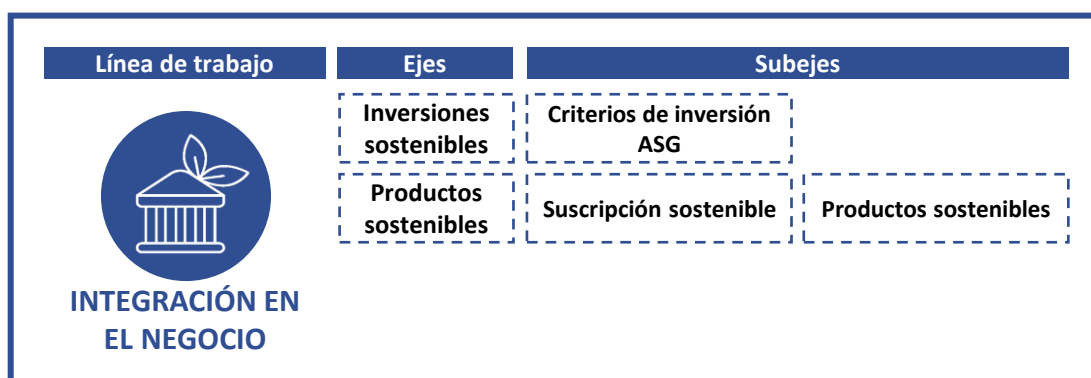 Línea de trabajo
Ejes
Subejes
Inversiones
sostenibles
Criterios de inversión
ASG
Productos
sostenibles
Suscripción sostenible
Productos sostenibles
INTEGRACIÓN EN
EL NEGOCIO